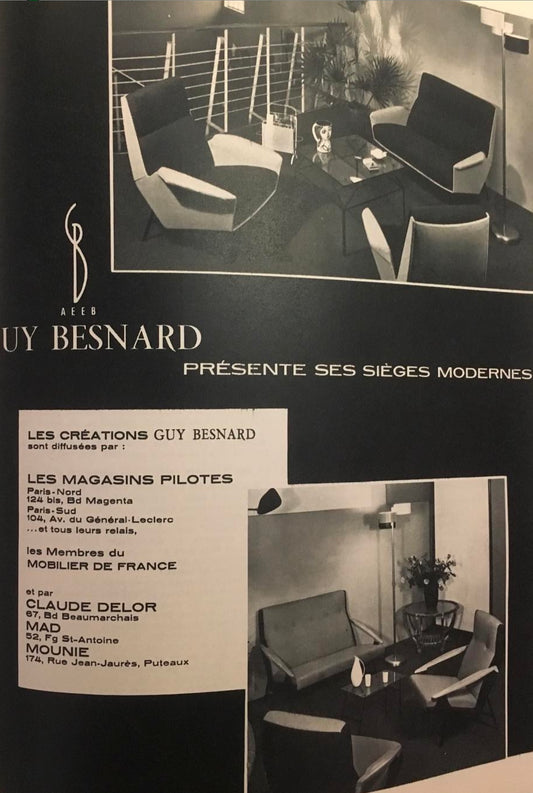 AEEB
UY BESNARD
PRÉSENTE SES SIÈGES MODERNES
LES CRÉATIONS GUY BESNARD
sont diffusées par :
LES MAGASINS PILOTES
Paris-Nord
124 bis, Bd Magenta
Paris-Sud
104, Av. du Général-Leclerc
...et tous leurs relais,
les Membres du
MOBILIER DE FRANCE
et par
CLAUDE DELOR
67, Bd Beaumarchais
MAD
52, Fg St-Antoine
MOUNIE
174, Rue Jean-Jaurès, Puteaux